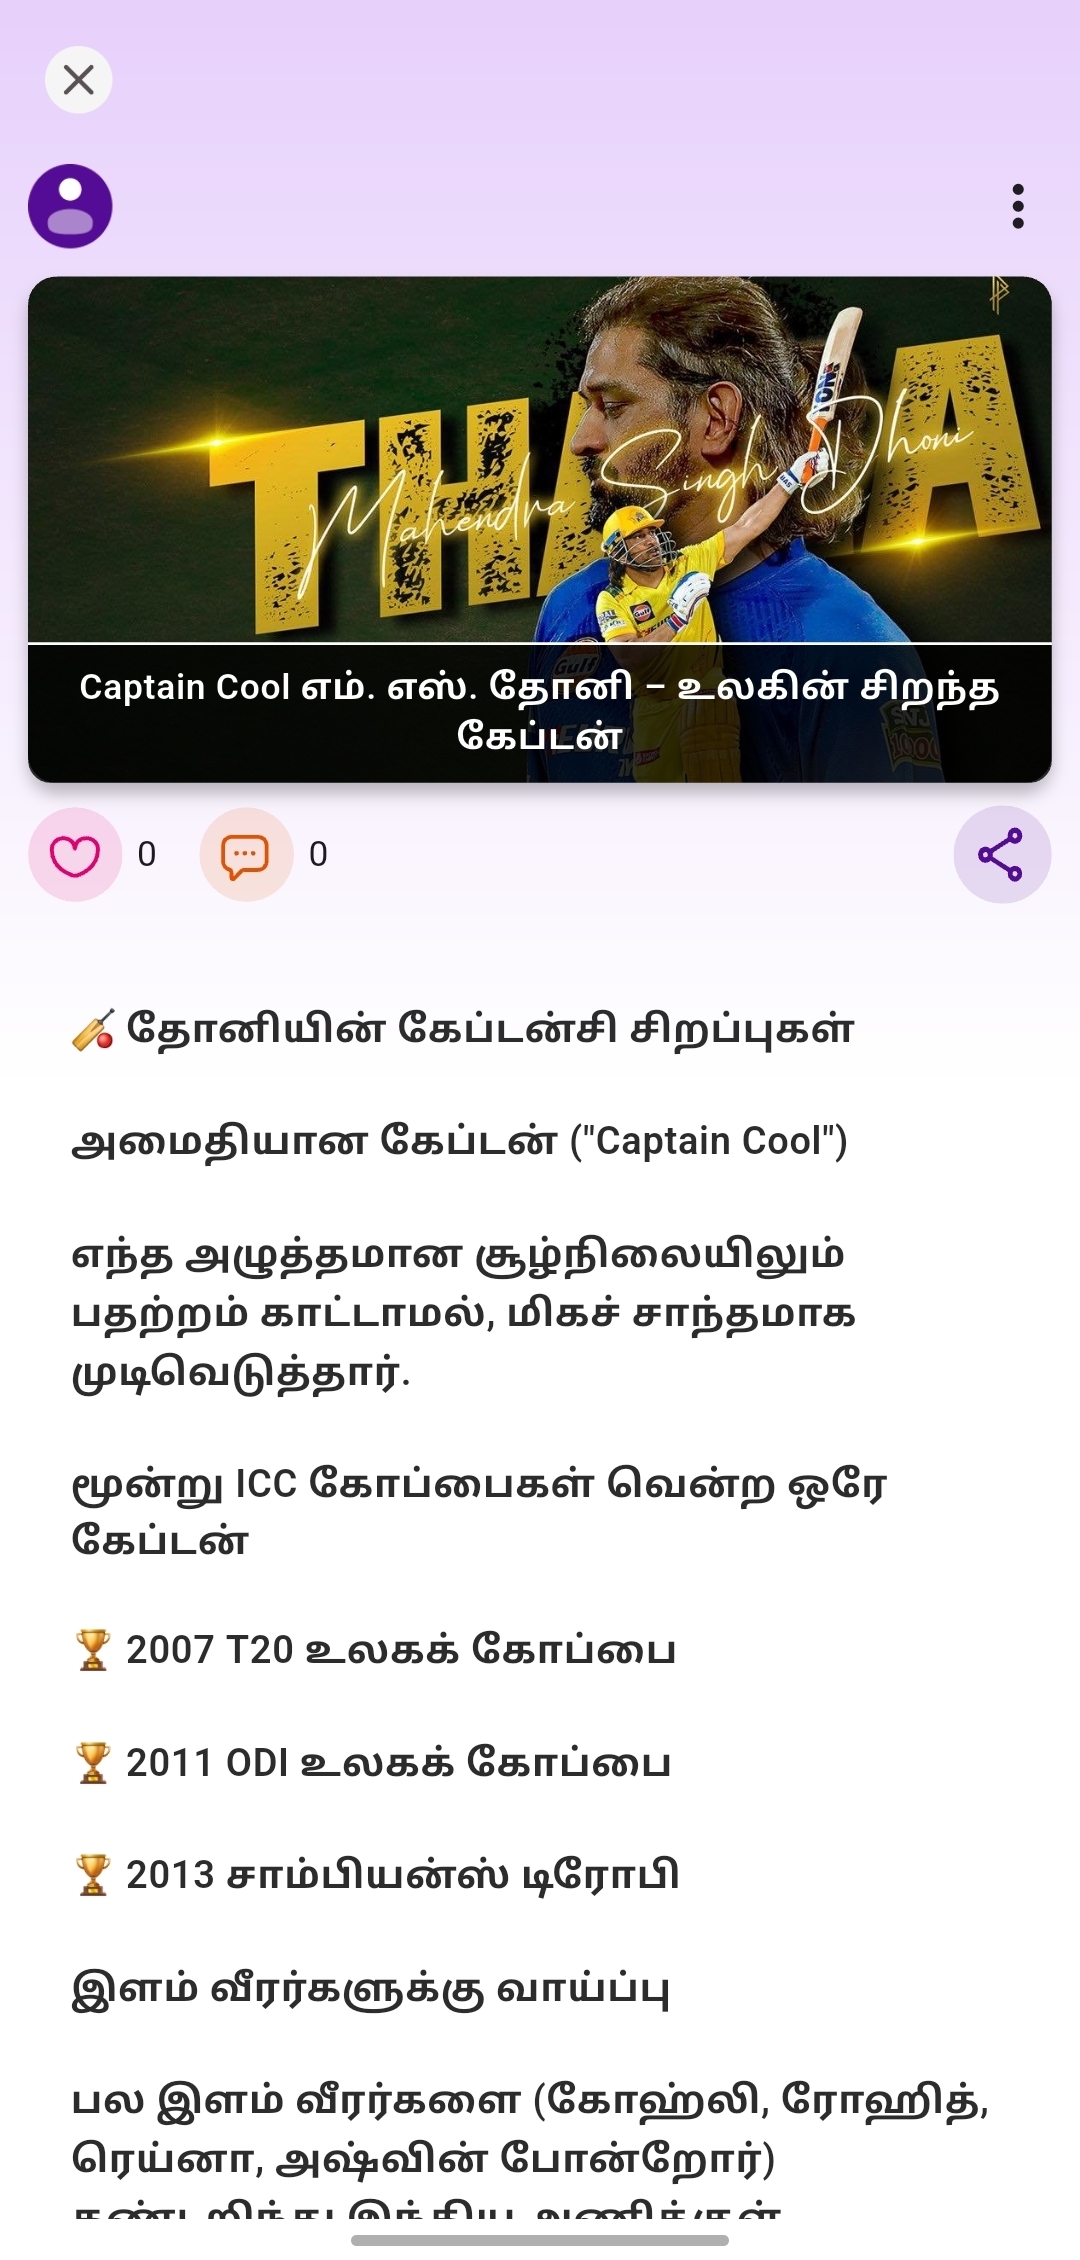 THALA
Mahendra Singh Dhoni
Gulf
Captain Cool எம். எஸ். தோனி – உலகின் சிறந்த
கேப்டன்
0 0
🏏 தோனியின் கேப்டன்சி சிறப்புகள்
அமைதியான கேப்டன் ("Captain Cool")
எந்த அழுத்தமான சூழ்நிலையிலும்
பதற்றம் காட்டாமல், மிகச் சாந்தமாக
முடிவெடுத்தார்.
மூன்று ICC கோப்பைகள் வென்ற ஒரே
கேப்டன்
🏆 2007 T20 உலகக் கோப்பை
🏆 2011 ODI உலகக் கோப்பை
🏆 2013 சாம்பியன்ஸ் டிரோபி
இளம் வீரர்களுக்கு வாய்ப்பு
பல இளம் வீரர்களை (கோஹ்லி, ரோஹித்,
ரெய்னா, அஷ்வின் போன்றோர்)